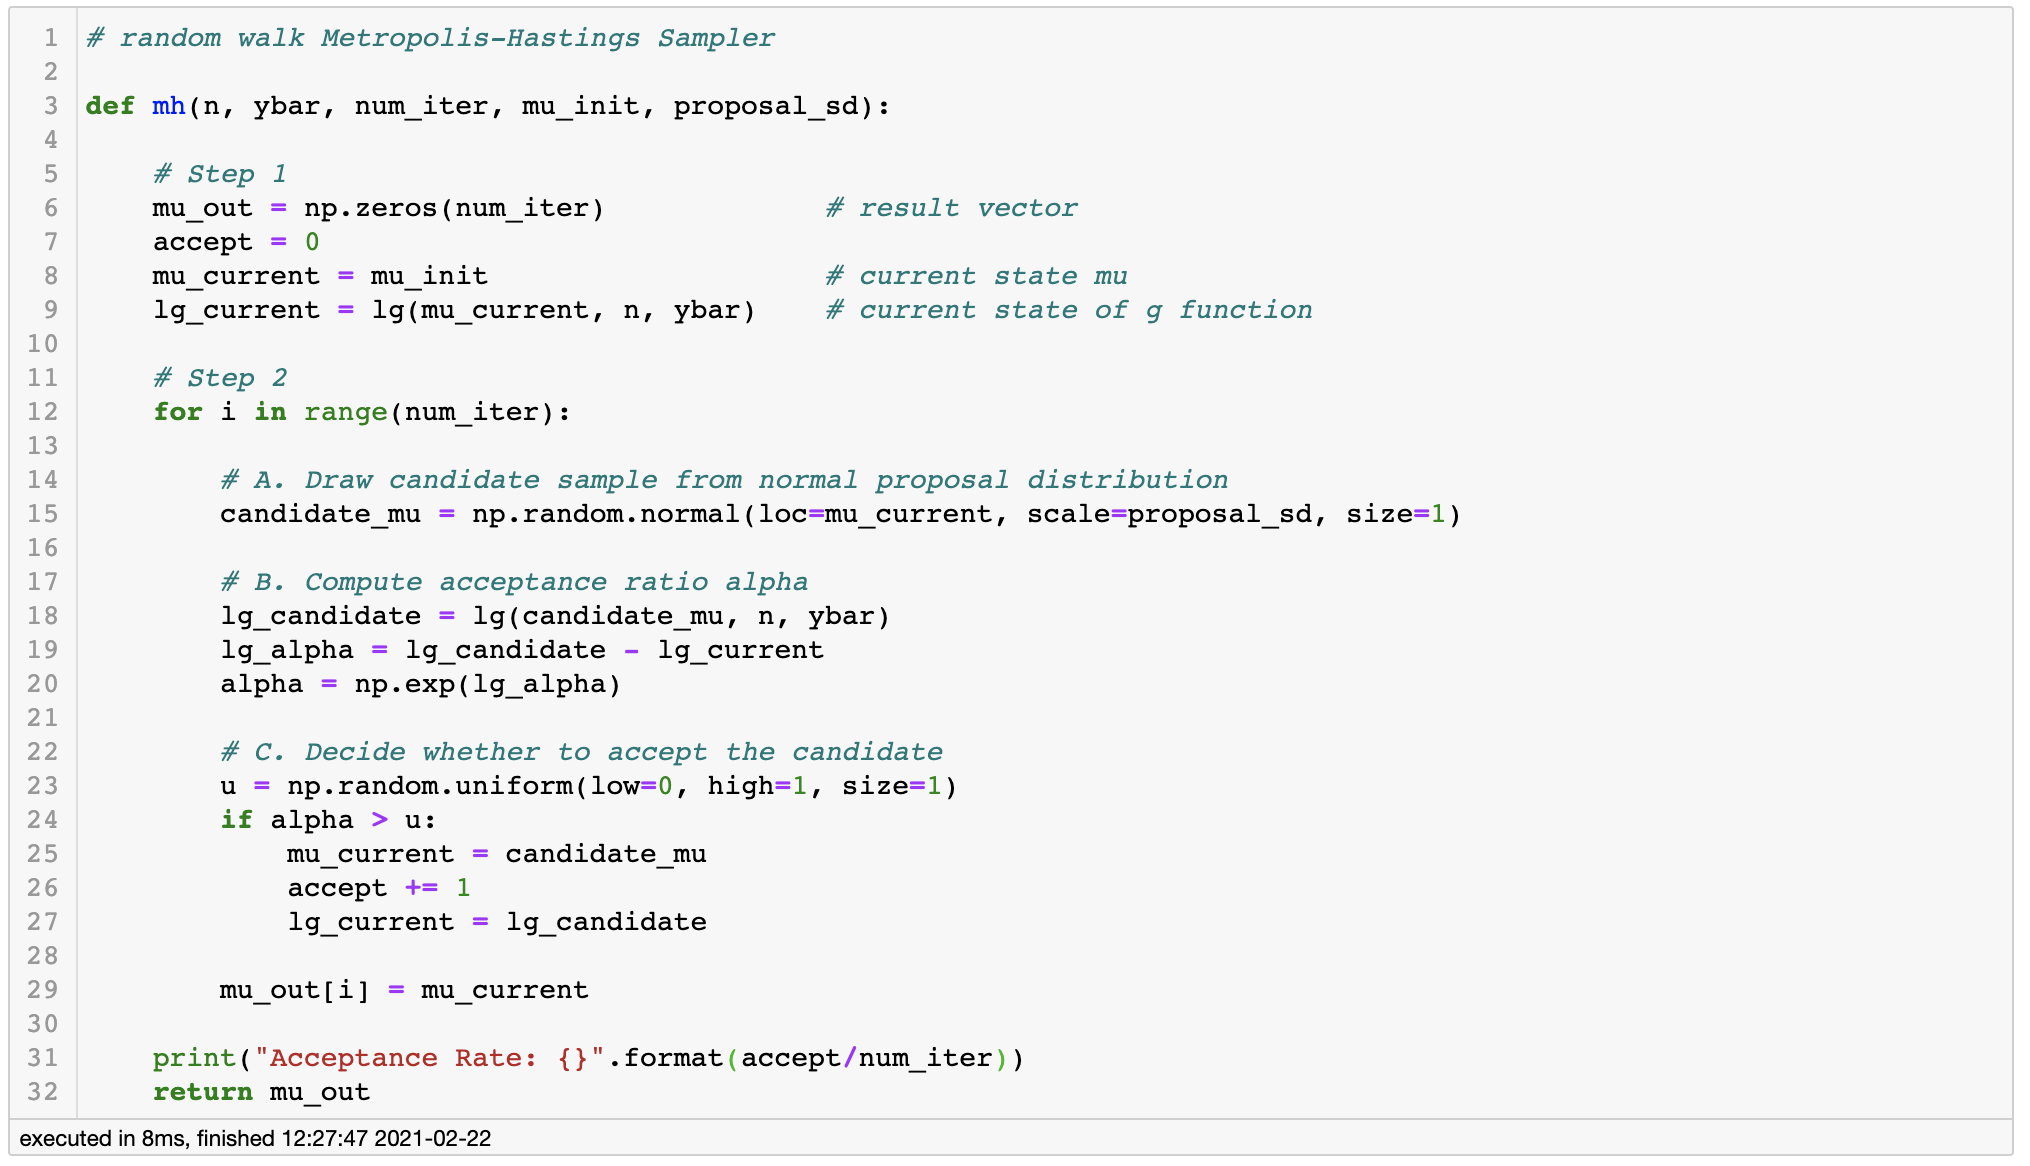 1 # random walk Metropolis-Hastings Sampler
2
3 def mh(n, ybar, num_iter, mu_init, proposal_sd):
4
5     # Step 1
6     mu_out = np.zeros(num_iter)             # result vector
7     accept = 0
8     mu_current = mu_init                    # current state mu
9     lg_current = lg(mu_current, n, ybar)    # current state of g function
10
11     # Step 2
12     for i in range(num_iter):
13
14         # A. Draw candidate sample from normal proposal distribution
15         candidate_mu = np.random.normal(loc=mu_current, scale=proposal_sd, size=1)
16
17         # B. Compute acceptance ratio alpha
18         lg_candidate = lg(candidate_mu, n, ybar)
19         lg_alpha = lg_candidate - lg_current
20         alpha = np.exp(lg_alpha)
21
22         # C. Decide whether to accept the candidate
23         u = np.random.uniform(low=0, high=1, size=1)
24         if alpha > u:
25             mu_current = candidate_mu
26             accept += 1
27             lg_current = lg_candidate
28
29         mu_out[i] = mu_current
30
31     print("Acceptance Rate: {}".format(accept/num_iter))
32     return mu_out
executed in 8ms, finished 12:27:47 2021-02-22